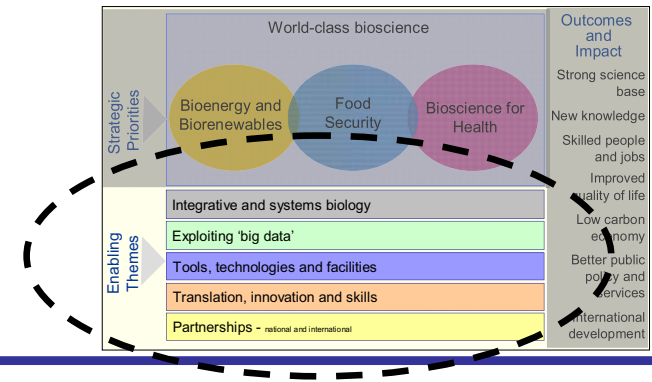 World-class bioscience
Strategic
Priorities
Bioenergy and
Biorenewables
Food
Security
Bioscience for
Health
Enabling
Themes
Integrative and systems biology
Exploiting ‘big data’
Tools, technologies and facilities
Translation, innovation and skills
Partnerships - national and international
Outcomes
and
Impact
Strong science
base
New knowledge
Skilled people
and jobs
Improved
quality of life
Low carbon
economy
Better public
policy and
services
International
development